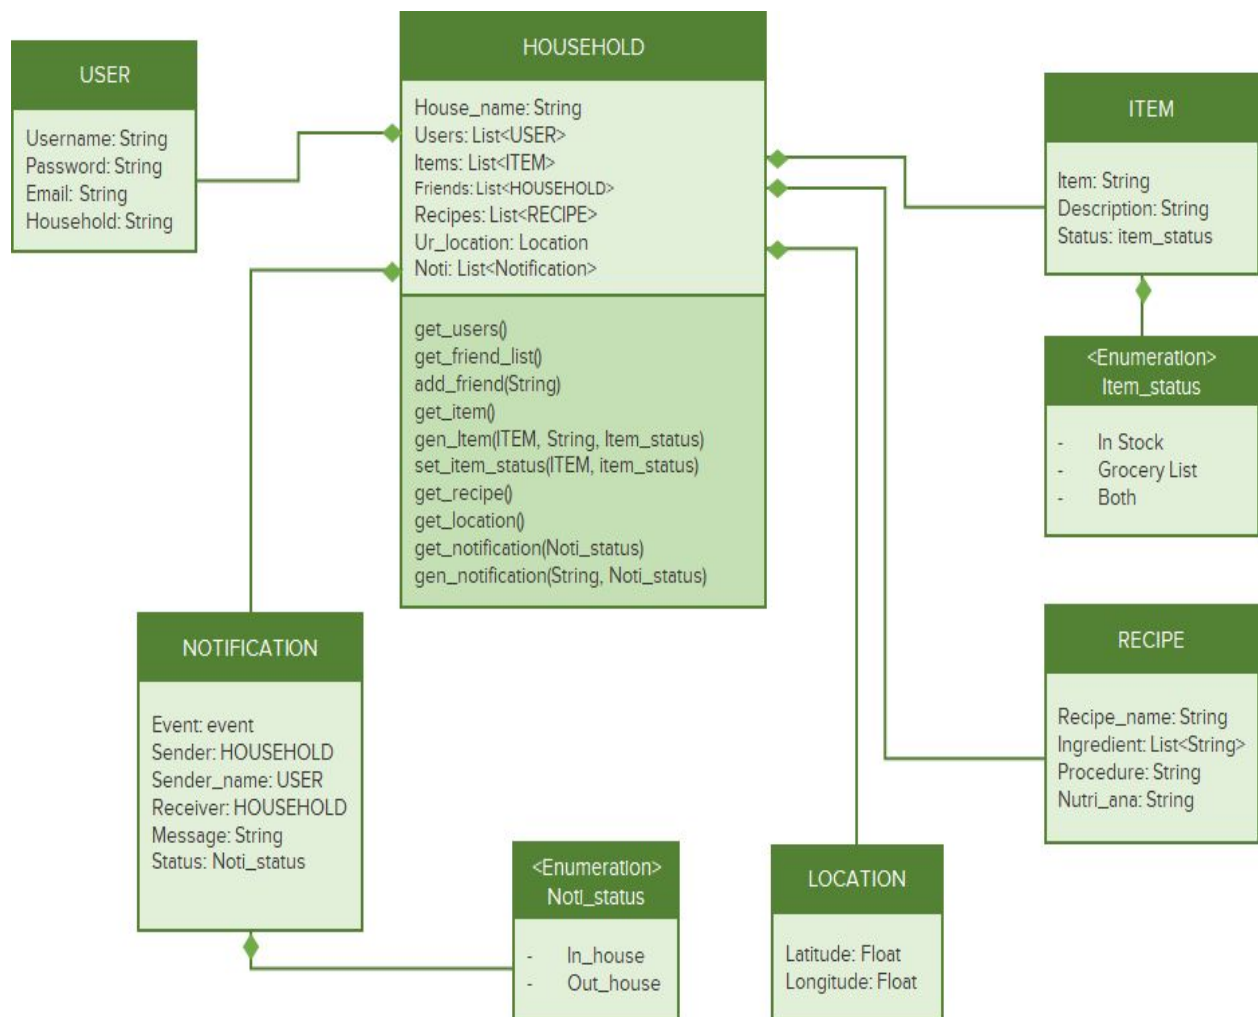 USER
Username: String
Password: String
Email: String
Household: String
HOUSEHOLD
House_name: String
Users: List<USER>
Items: List<ITEM>
Friends: List<HOUSEHOLD>
Recipes: List<RECIPE>
Ur_location: Location
Noti: List<Notification>
get_users()
get_friend_list()
add_friend(String)
get_item()
gen_Item(ITEM, String, Item_status)
set_item_status(ITEM, item_status)
get_recipe()
get_location()
get_notification(Noti_status)
gen_notification(String, Noti_status)
ITEM
Item: String
Description: String
Status: item_status
<Enumeration>
Item_status
- In Stock
- Grocery List
- Both
NOTIFICATION
Event: event
Sender: HOUSEHOLD
Sender_name: USER
Receiver: HOUSEHOLD
Message: String
Status: Noti_status
<Enumeration>
Noti_status
- In_house
- Out_house
LOCATION
Latitude: Float
Longitude: Float
RECIPE
Recipe_name: String
Ingredient: List<String>
Procedure: String
Nutri_ana: String